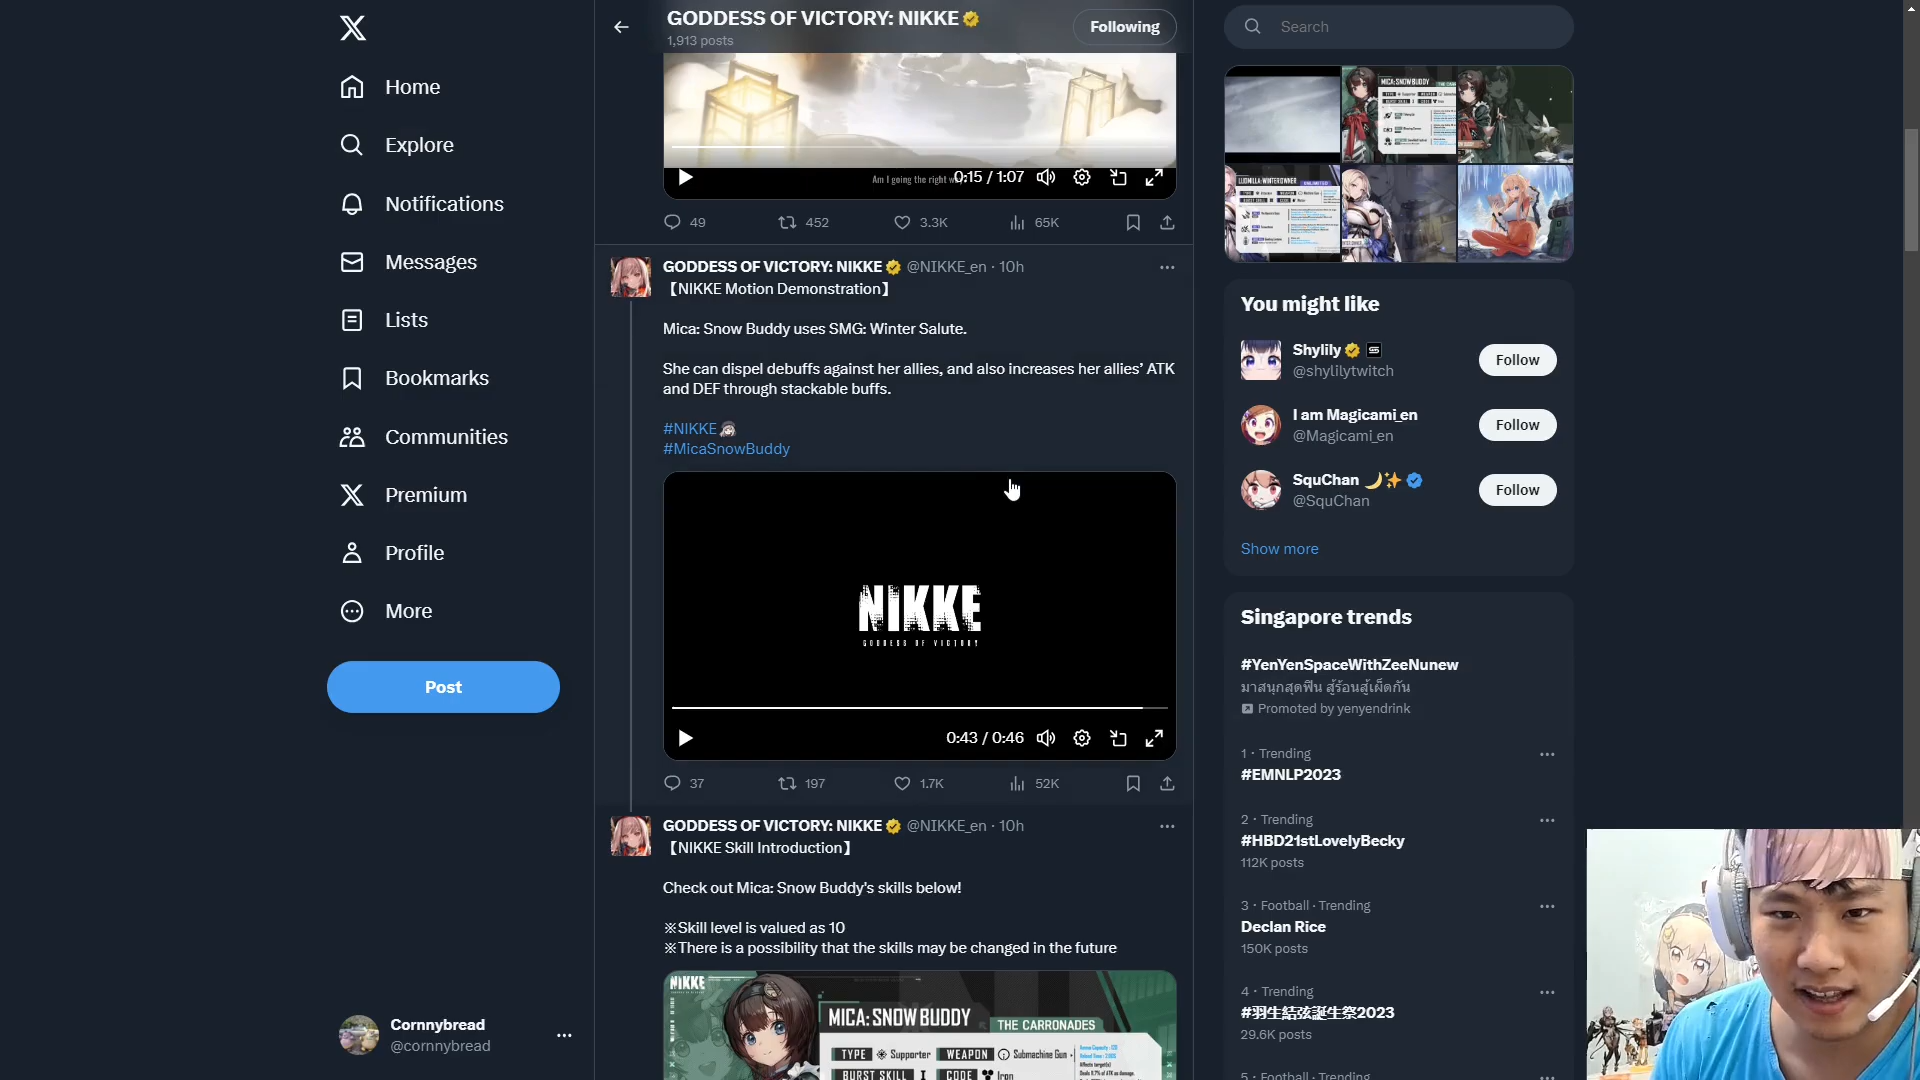 Home
Explore
Notifications
Messages
Lists
Bookmarks
Communities
Premium
Profile
More
Post
Cornnybread
@cornnybread
GODDESS OF VICTORY: NIKKE
1,913 posts
Following
Am I going the right way
0:15 / 1:07
49 452 3.3K 65K
GODDESS OF VICTORY: NIKKE @NIKKE_en · 10h
【NIKKE Motion Demonstration】
Mica: Snow Buddy uses SMG: Winter Salute.
She can dispel debuffs against her allies, and also increases her allies’ ATK
and DEF through stackable buffs.
#NIKKE
#MicaSnowBuddy
NIKKE
GODDESS OF VICTORY
0:43 / 0:46
37 197 1.7K 52K
GODDESS OF VICTORY: NIKKE @NIKKE_en · 10h
【NIKKE Skill Introduction】
Check out Mica: Snow Buddy’s skills below!
※Skill level is valued as 10
※There is a possibility that the skills may be changed in the future
NIKKE
MICA: SNOW BUDDY THE CARRONADES
TYPE Supporter WEAPON Submachine Gun
BURST SKILL I CODE Iron
Search
MICA: SNOW BUDDY
LUDMILLA: WINTER OWNER
You might like
Shylily
@shylilytwitch
Follow
I am Magicami_en
@Magicami_en
Follow
SquChan 🌙✨
@SquChan
Follow
Show more
Singapore trends
#YenYenSpaceWithZeeNunew
มาสนุกสุดฟิน สู้ร้อนสู้เผ็ดกัน
Promoted by yenyendrink
1 · Trending
#EMNLP2023
2 · Trending
#HBD21stLovelyBecky
112K posts
3 · Football · Trending
Declan Rice
150K posts
4 · Trending
#羽生結弦誕生祭2023
29.6K posts
5 · Football · Trending